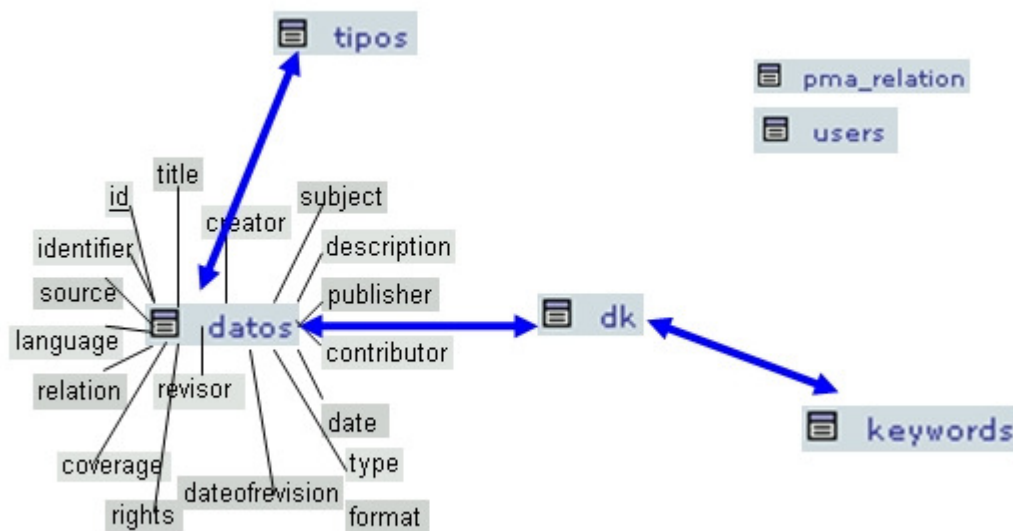 tipos
pma_relation
users
title
id
subject
creator
identifier
description
source
publisher
datos
dk
language
contributor
relation
revisor
date
keywords
coverage
type
dateofrevision
rights
format